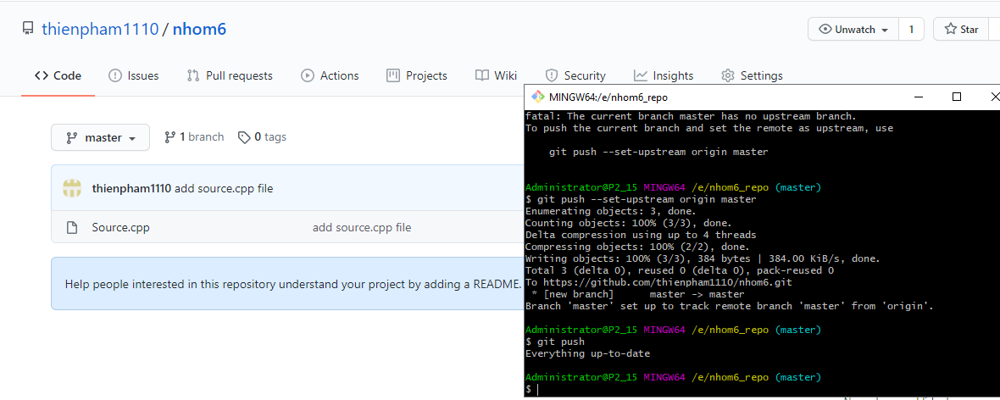 thienpham1110 / nhom6
Unwatch 1 Star
Code Issues Pull requests Actions Projects Wiki Security Insights Settings
master 1 branch 0 tags
thienpham1110 add source.cpp file
Source.cpp add source.cpp file
Help people interested in this repository understand your project by adding a README.
MINGW64:/e/nhom6_repo
fatal: The current branch master has no upstream branch.
To push the current branch and set the remote as upstream, use
git push --set-upstream origin master
Administrator@P2_15 MINGW64 /e/nhom6_repo (master)
$ git push --set-upstream origin master
Enumerating objects: 3, done.
Counting objects: 100% (3/3), done.
Delta compression using up to 4 threads
Compressing objects: 100% (2/2), done.
Writing objects: 100% (3/3), 384 bytes | 384.00 KiB/s, done.
Total 3 (delta 0), reused 0 (delta 0), pack-reused 0
To https://github.com/thienpham1110/nhom6.git
* [new branch] master -> master
Branch 'master' set up to track remote branch 'master' from 'origin'.
Administrator@P2_15 MINGW64 /e/nhom6_repo (master)
$ git push
Everything up-to-date
Administrator@P2_15 MINGW64 /e/nhom6_repo (master)
$